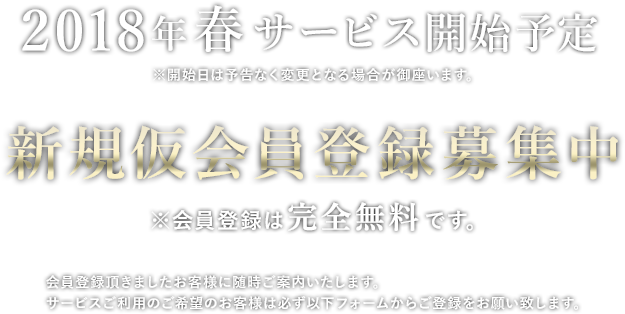 2018年 春 サービス開始予定
※開始日は予告なく変更となる場合が御座います。
新規仮会員登録募集中
※会員登録は完全無料です。
会員登録頂きましたお客様に随時ご案内いたします。
サービスご利用のご希望のお客様は必ず以下フォームからご登録をお願い致します。